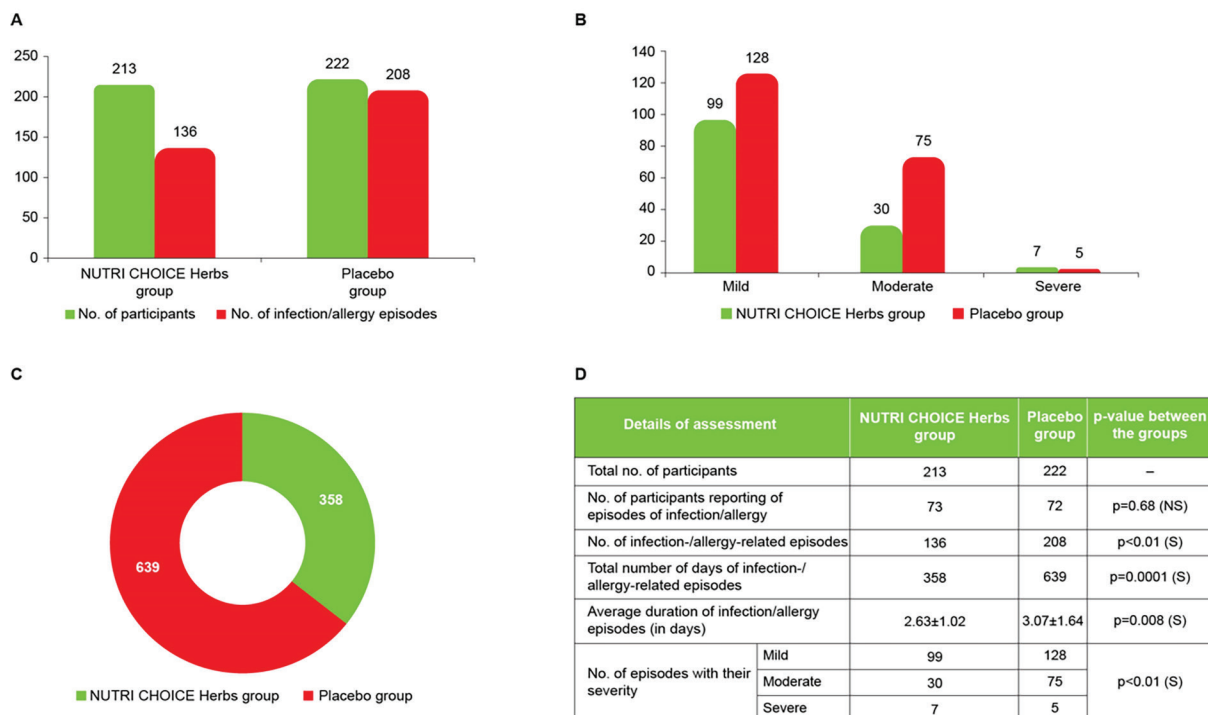 A
250
200
150
100
50
0
213
136
222
208
NUTRI CHOICE Herbs
group
Placebo
group
No. of participants
No. of infection/allergy episodes
B
140
120
100
80
60
40
20
0
99
128
30
75
7
5
Mild
Moderate
Severe
NUTRI CHOICE Herbs group
Placebo group
C
358
639
NUTRI CHOICE Herbs group
Placebo group
D
Details of assessment
NUTRI CHOICE Herbs
group
Placebo
group
p-value between
the groups
Total no. of participants
213
222
–
No. of participants reporting of
episodes of infection/allergy
73
72
p=0.68 (NS)
No. of infection-/allergy-related episodes
136
208
p<0.01 (S)
Total number of days of infection-/
allergy-related episodes
358
639
p=0.0001 (S)
Average duration of infection/allergy
episodes (in days)
2.63±1.02
3.07±1.64
p=0.008 (S)
No. of episodes with their
severity
Mild
99
128
Moderate
30
75
Severe
7
5
p<0.01 (S)